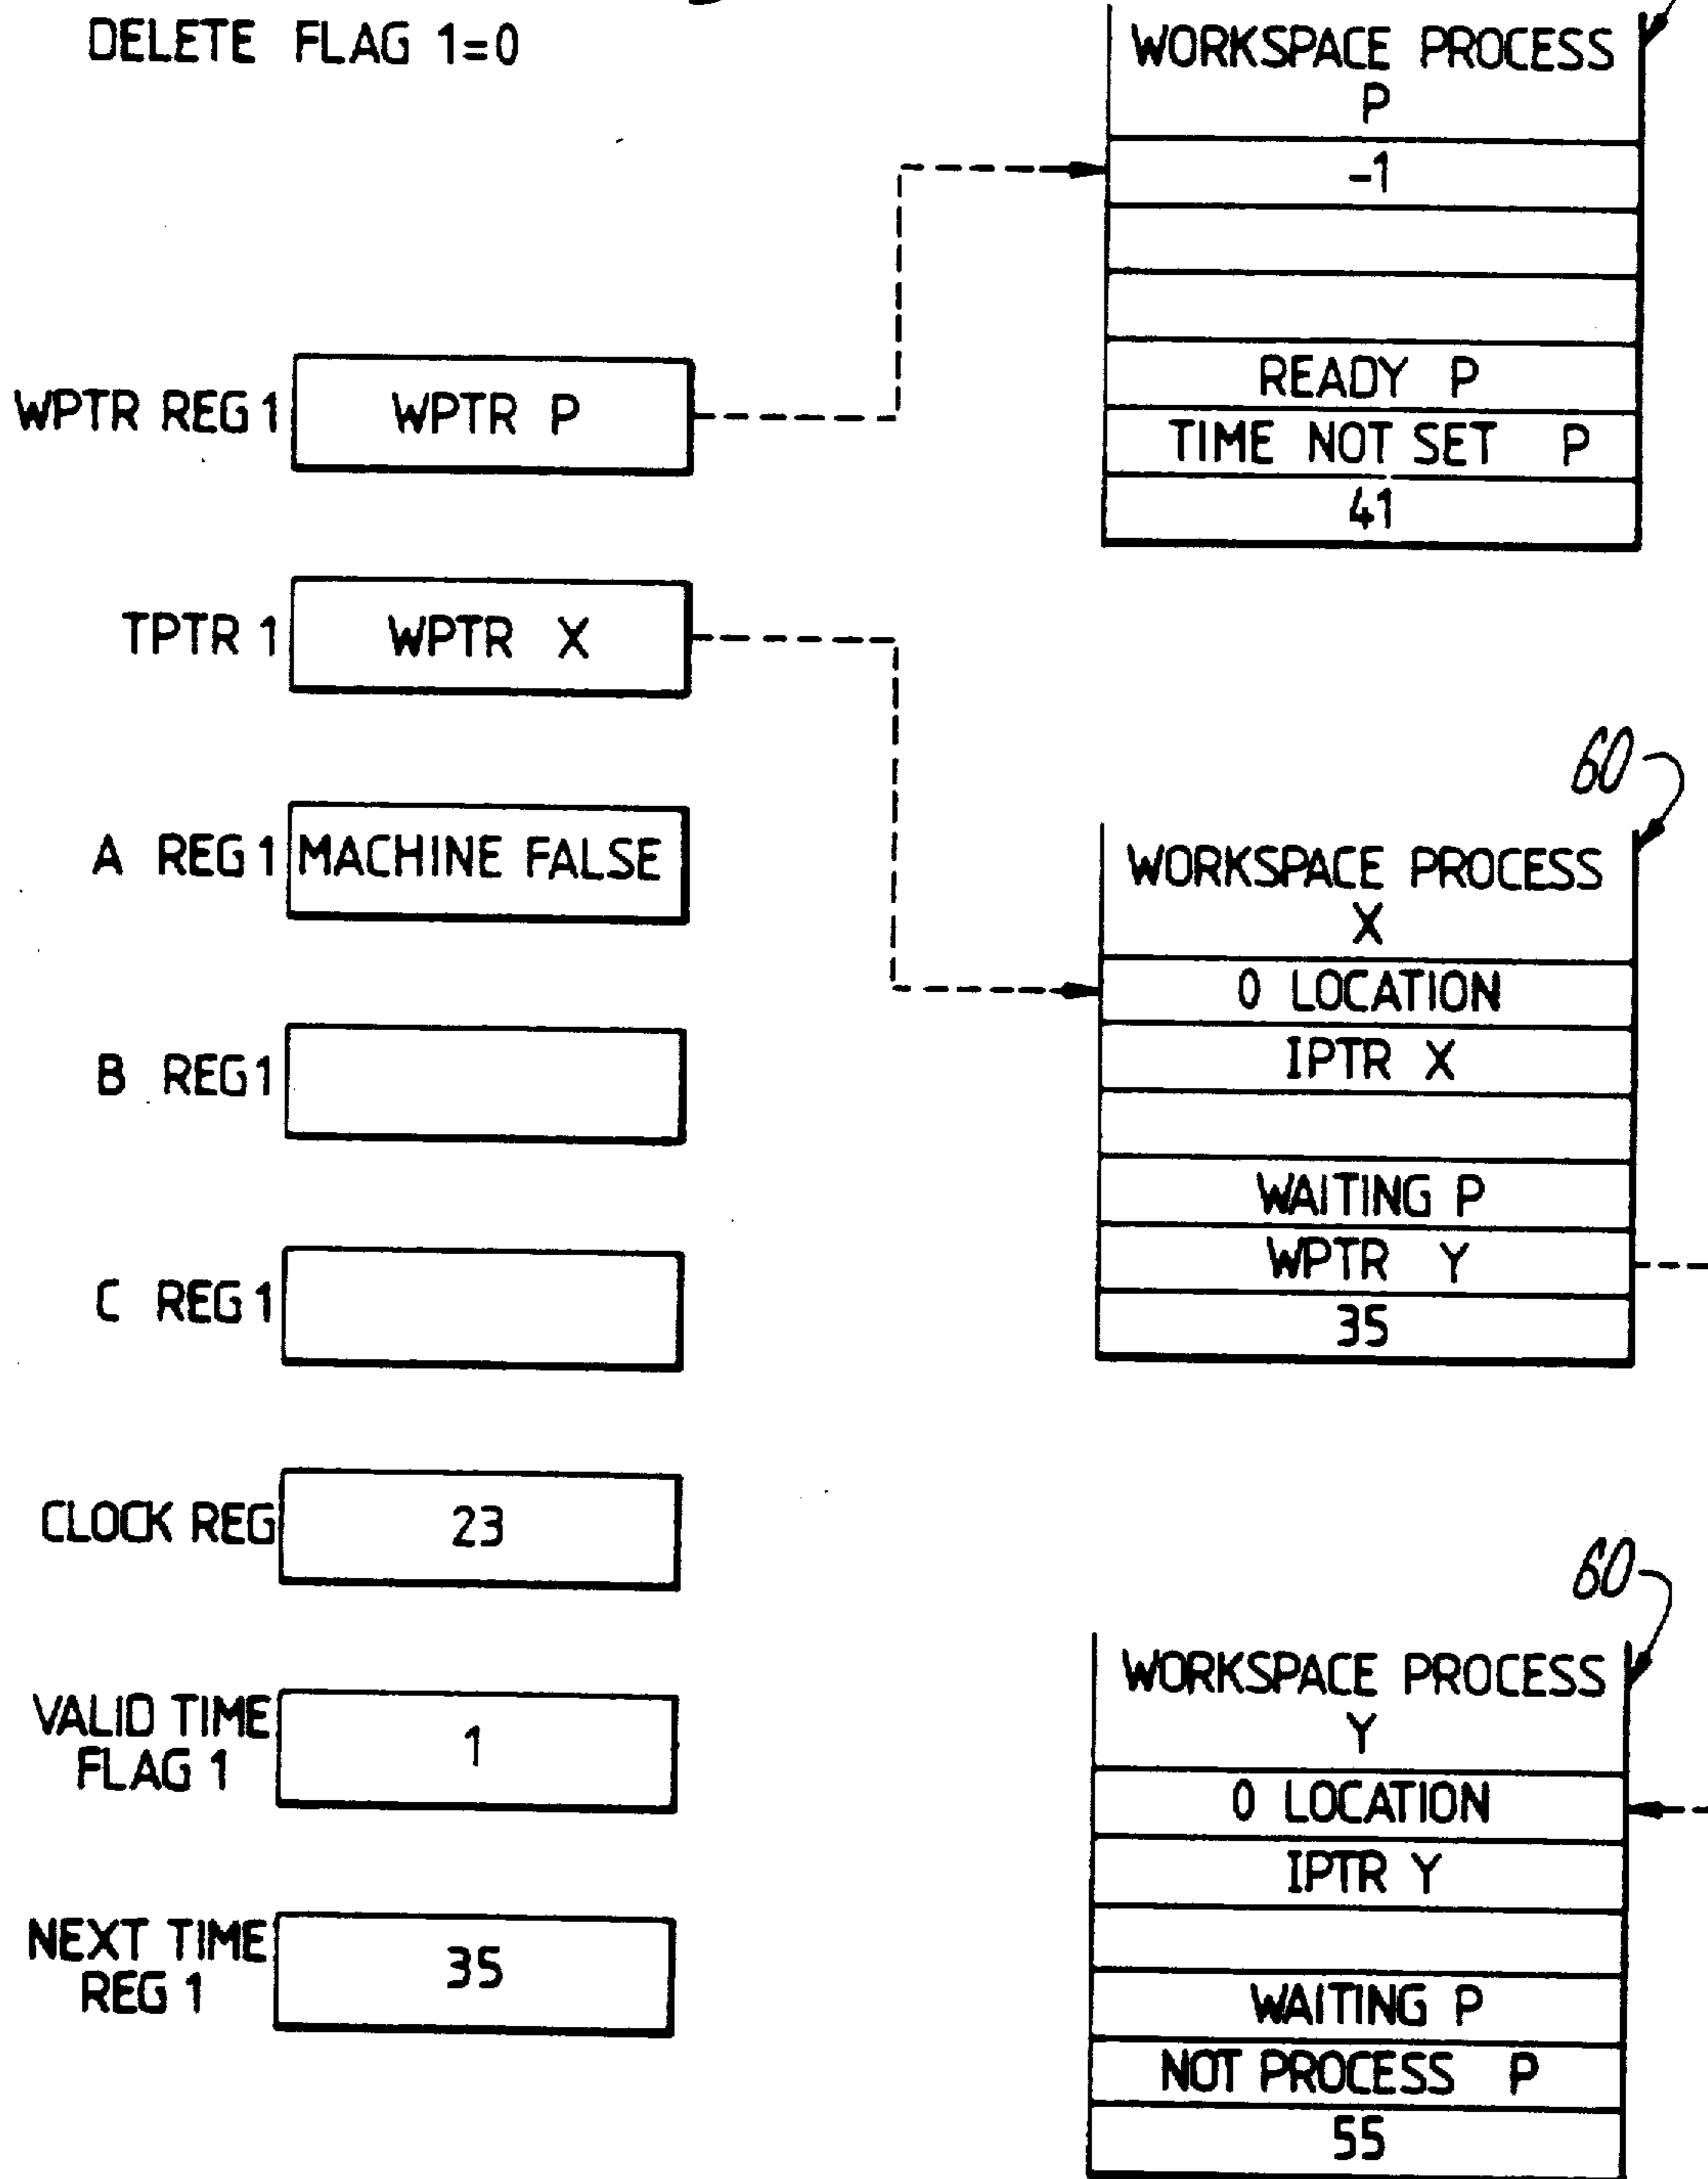 DELETE FLAG 1=0
WORKSPACE PROCESS
P
-1
READY P
TIME NOT SET P
41
WPTR REG 1
WPTR P
TPTR 1
WPTR X
A REG 1
MACHINE FALSE
B REG 1
C REG 1
CLOCK REG
23
VALID TIME
FLAG 1
1
NEXT TIME
REG 1
35
60
WORKSPACE PROCESS
X
0 LOCATION
IPTR X
WAITING P
WPTR Y
35
60
WORKSPACE PROCESS
Y
0 LOCATION
IPTR Y
WAITING P
NOT PROCESS P
55